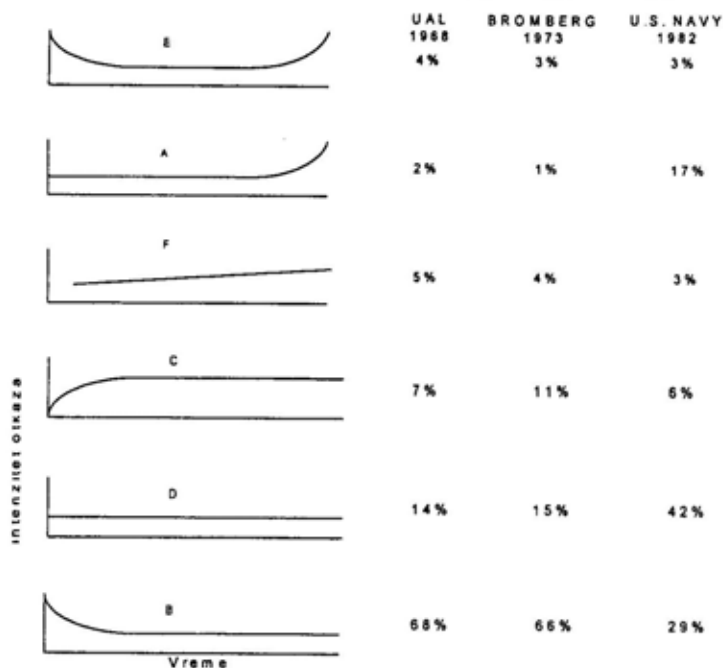 UAL BROMBERG U.S. NAVY
1968 1973 1982
E 4% 3% 3%
A 2% 1% 17%
F 5% 4% 3%
C 7% 11% 6%
D 14% 15% 42%
B 68% 66% 29%
intenzitet otkaza
Vreme